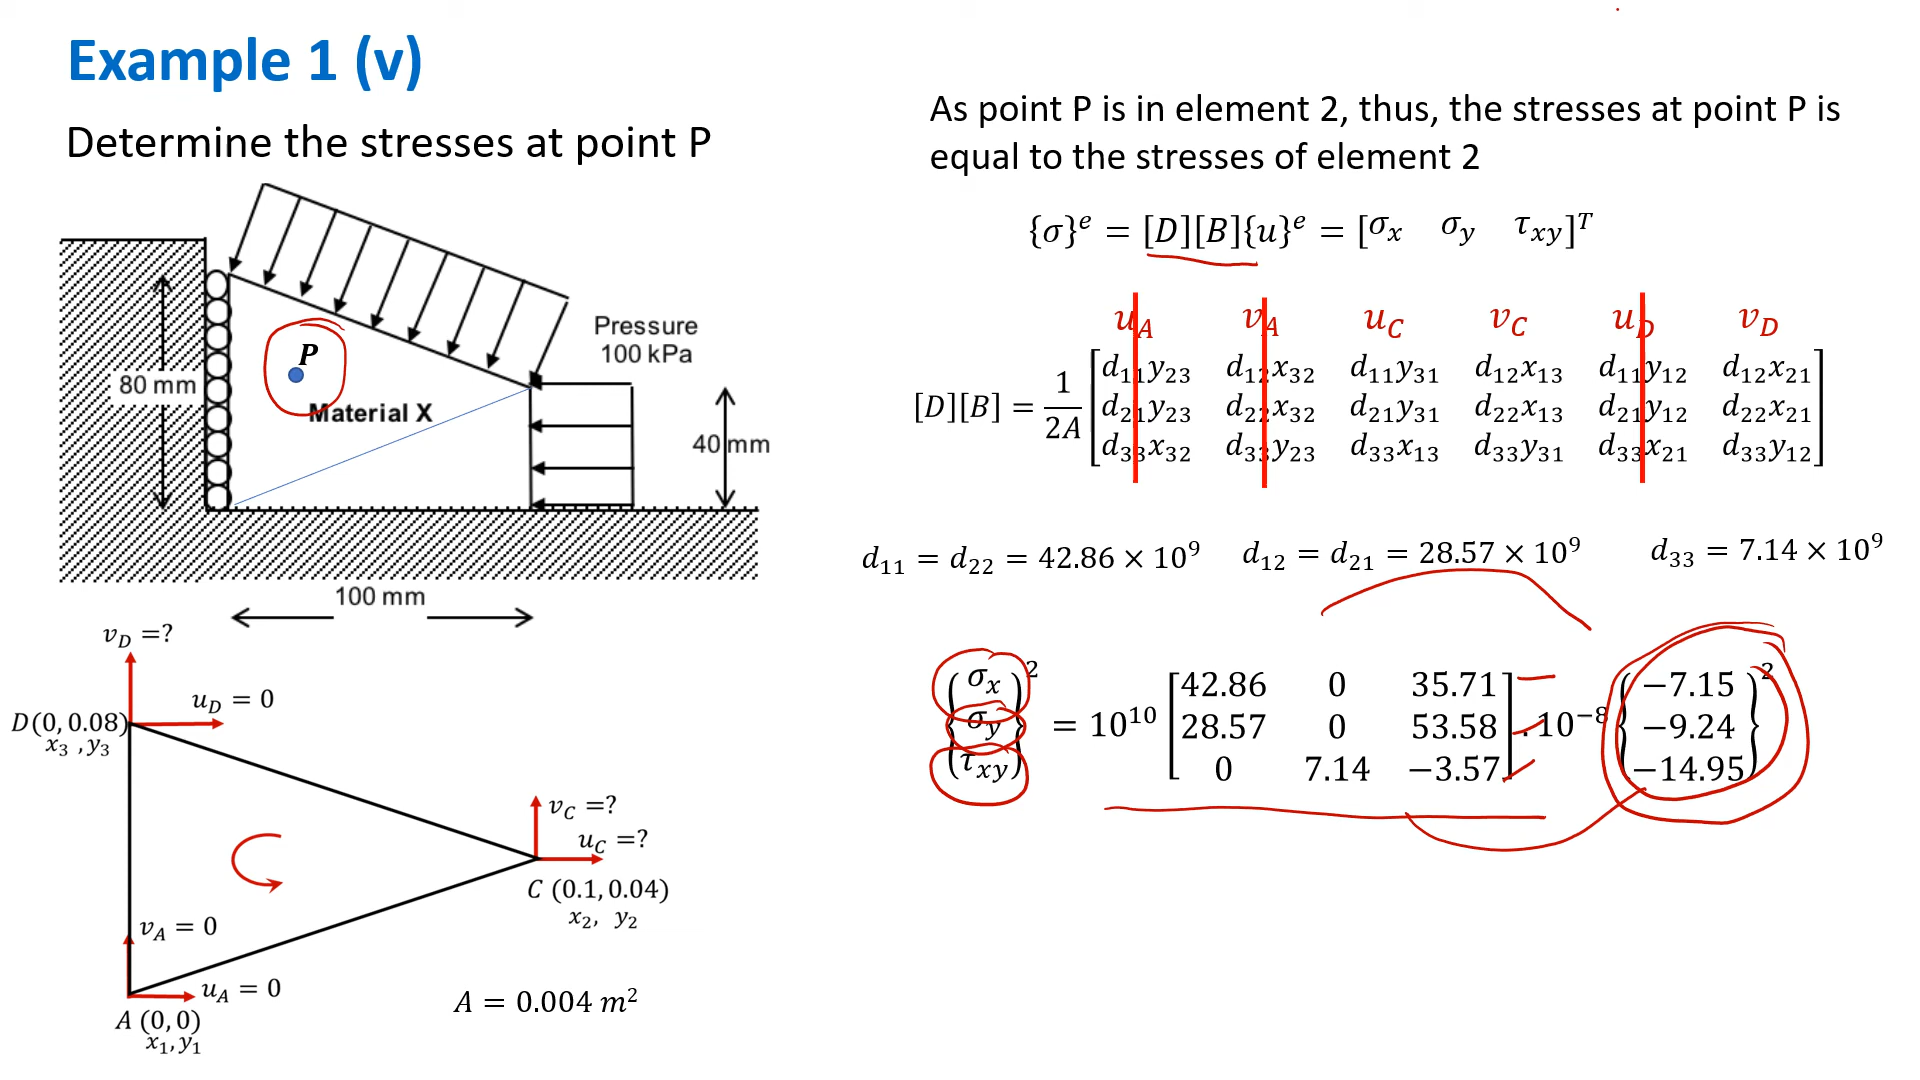 Example 1 (v)
Determine the stresses at point P
P
Material X
Pressure
100 kPa
80 mm
40 mm
100 mm
v_D =?
u_D = 0
D(0, 0.08)
x_3 , y_3
v_C =?
u_C =?
C (0.1, 0.04)
x_2, y_2
v_A = 0
u_A = 0
A (0, 0)
x_1, y_1
A = 0.004 m^2
As point P is in element 2, thus, the stresses at point P is
equal to the stresses of element 2
{σ}^e = [D][B]{u}^e = [σ_x σ_y τ_xy]^T
u_A v_A u_C v_C u_D v_D
d_11y_23 d_12x_32 d_11y_31 d_12x_13 d_11y_12 d_12x_21
[D][B] = 1/2A [ d_21y_23 d_22x_32 d_21y_31 d_22x_13 d_21y_12 d_22x_21 ]
d_33x_32 d_33y_23 d_33x_13 d_33y_31 d_33x_21 d_33y_12
d_11 = d_22 = 42.86 × 10^9 d_12 = d_21 = 28.57 × 10^9 d_33 = 7.14 × 10^9
σ_x 2 42.86 0 35.71 −7.15 2
σ_y = 10^10 28.57 0 53.58 . 10^−8 −9.24
τ_xy 0 7.14 −3.57 −14.95